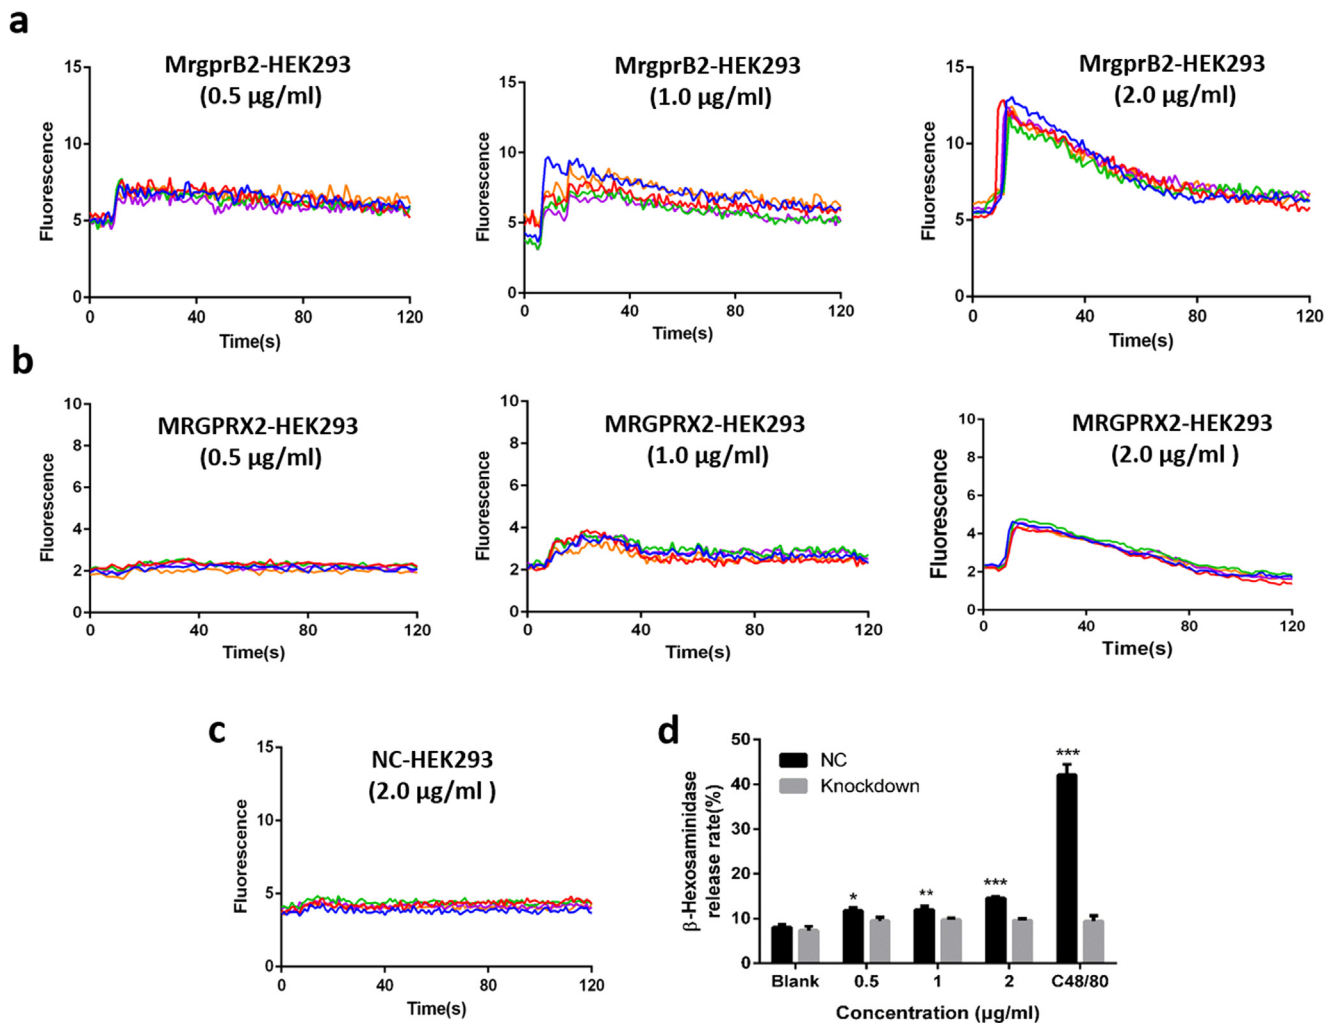 a
MrgprB2-HEK293
(0.5 µg/ml)
15
10
5
0
Fluorescence
0 40 80 120
Time(s)
MrgprB2-HEK293
(1.0 µg/ml)
15
10
5
0
Fluorescence
0 40 80 120
Time(s)
MrgprB2-HEK293
(2.0 µg/ml)
15
10
5
0
Fluorescence
0 40 80 120
Time(s)
b
MRGPRX2-HEK293
(0.5 µg/ml)
10
8
6
4
2
0
Fluorescence
0 40 80 120
Time(s)
MRGPRX2-HEK293
(1.0 µg/ml)
10
8
6
4
2
0
Fluorescence
0 40 80 120
Time(s)
MRGPRX2-HEK293
(2.0 µg/ml )
10
8
6
4
2
0
Fluorescence
0 40 80 120
Time(s)
c
NC-HEK293
(2.0 µg/ml )
15
10
5
0
Fluorescence
0 40 80 120
Time(s)
d
50
40
30
20
10
0
β-Hexosaminidase
release rate(%)
NC
Knockdown
*
**
***
***
Blank 0.5 1 2 C48/80
Concentration (µg/ml)